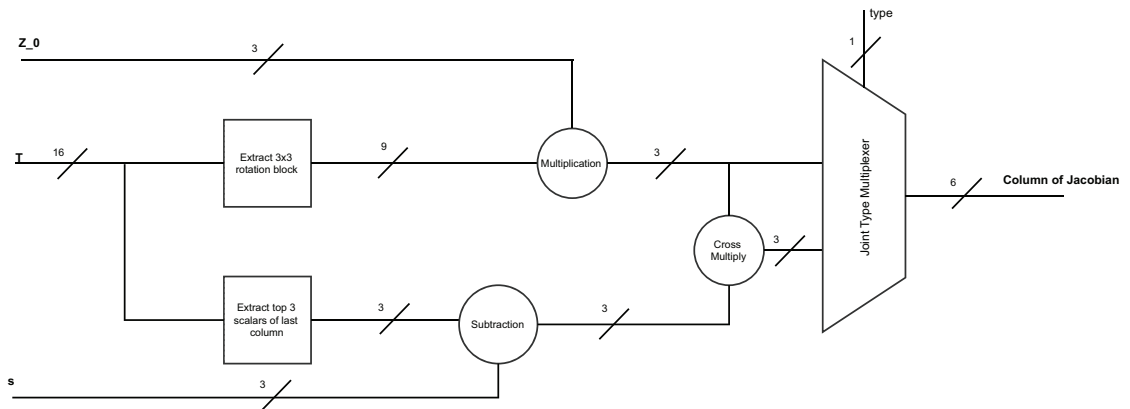 type
1
Z_0
3
T
16
Extract 3x3
rotation block
9
Multiplication
3
Joint Type Multiplexer
6
Column of Jacobian
Cross
Multiply
3
Extract top 3
scalars of last
column
3
Subtraction
3
s
3